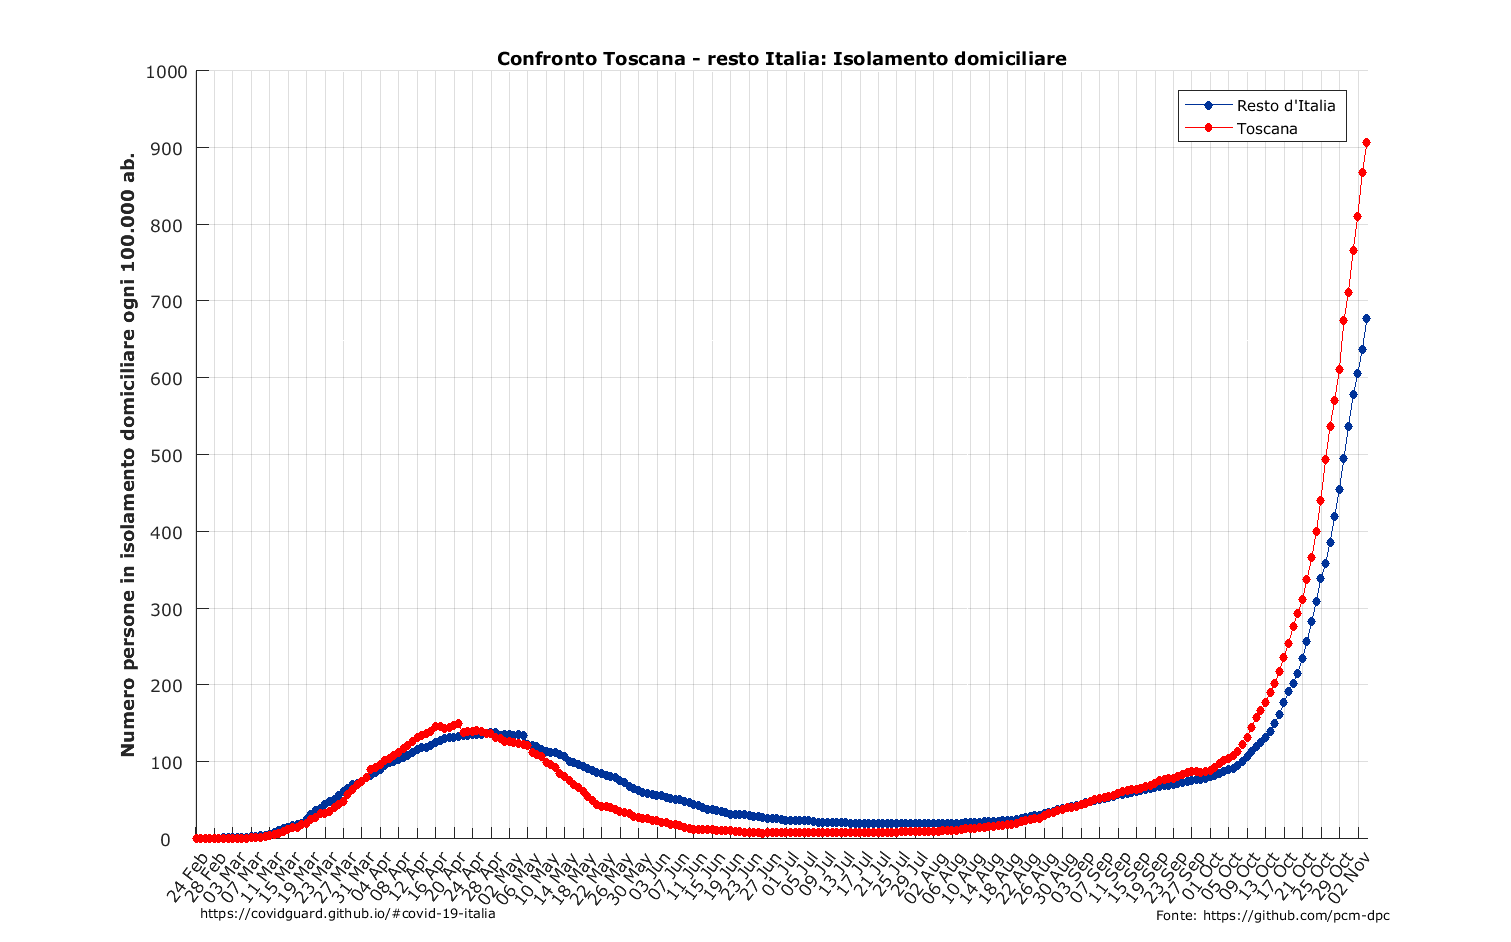 Confronto Toscana - resto Italia: Isolamento domiciliare
Numero persone in isolamento domiciliare ogni 100.000 ab.
1000
900
800
700
600
500
400
300
200
100
0
Resto d'Italia
Toscana
24 Feb
28 Feb
03 Mar
07 Mar
11 Mar
15 Mar
19 Mar
23 Mar
27 Mar
31 Mar
04 Apr
08 Apr
12 Apr
16 Apr
20 Apr
24 Apr
28 Apr
02 May
06 May
10 May
14 May
18 May
22 May
26 May
30 May
03 Jun
07 Jun
11 Jun
15 Jun
19 Jun
23 Jun
27 Jun
01 Jul
05 Jul
09 Jul
13 Jul
17 Jul
21 Jul
25 Jul
29 Jul
02 Aug
06 Aug
10 Aug
14 Aug
18 Aug
22 Aug
26 Aug
30 Aug
03 Sep
07 Sep
11 Sep
15 Sep
19 Sep
23 Sep
27 Sep
01 Oct
05 Oct
09 Oct
13 Oct
17 Oct
21 Oct
25 Oct
29 Oct
02 Nov
https://covidguard.github.io/#covid-19-italia
Fonte: https://github.com/pcm-dpc